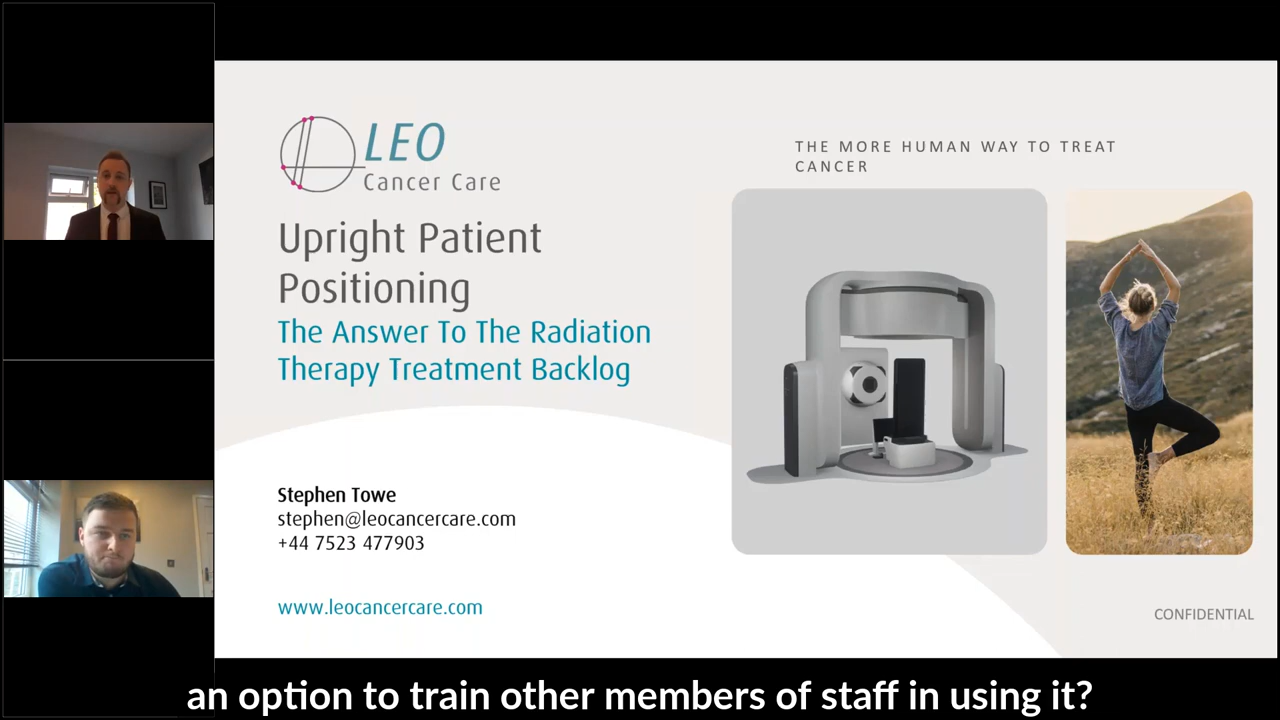 LEO
Cancer Care
Upright Patient
Positioning
The Answer To The Radiation
Therapy Treatment Backlog
Stephen Towe
stephen@leocancercare.com
+44 7523 477903
www.leocancercare.com
THE MORE HUMAN WAY TO TREAT
CANCER
CONFIDENTIAL
an option to train other members of staff in using it?